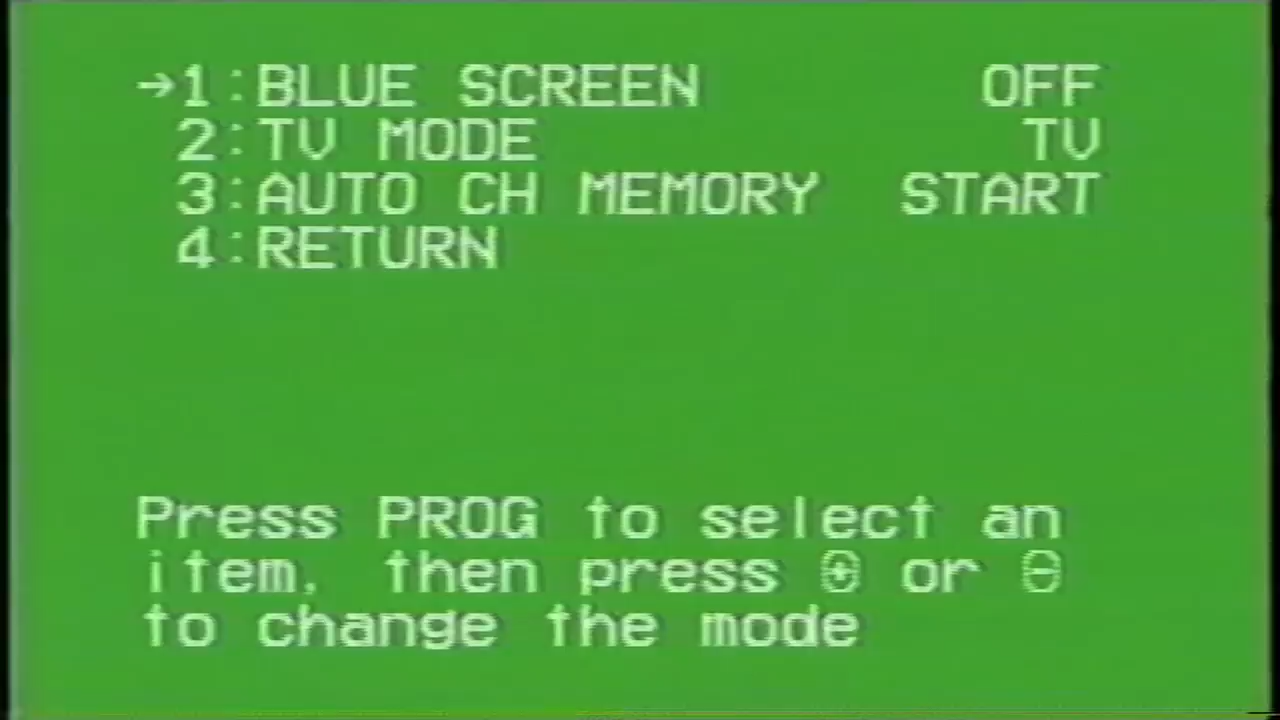 →1:BLUE SCREEN OFF
2:TV MODE TV
3:AUTO CH MEMORY START
4:RETURN
Press PROG to select an
item, then press ⊕ or ⊖
to change the mode